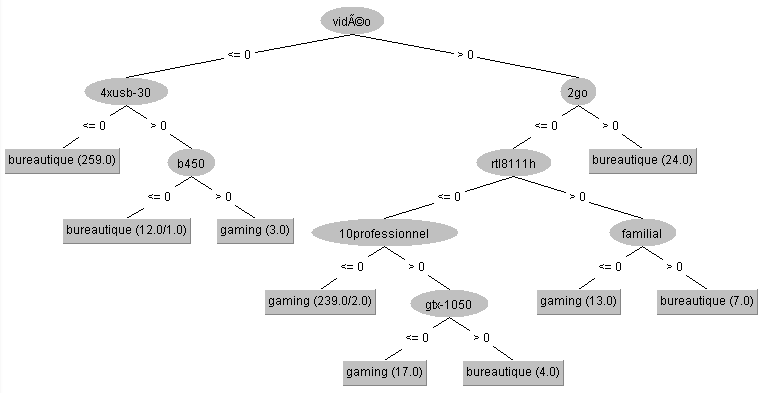 vidÃ©o
<= 0
> 0
4xusb-30
2go
<= 0
> 0
<= 0
> 0
bureautique (259.0)
b450
rtl8111h
bureautique (24.0)
<= 0
> 0
<= 0
> 0
bureautique (12.0/1.0)
gaming (3.0)
10professionnel
familial
<= 0
> 0
<= 0
> 0
gaming (239.0/2.0)
gtx-1050
gaming (13.0)
bureautique (7.0)
<= 0
> 0
gaming (17.0)
bureautique (4.0)